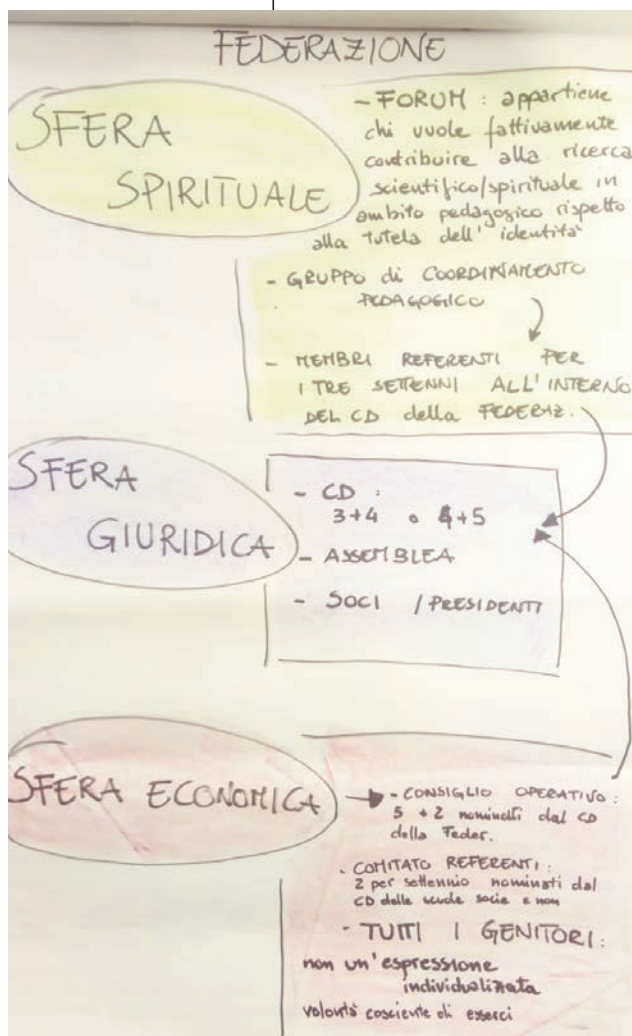 FEDERAZIONE
SFERA
SPIRITUALE
- FORUM : appartiene
chi vuole fattivamente
contribuire alla ricerca
scientifico/spirituale in
ambito pedagogico rispetto
alla tutela dell'identità
- GRUPPO di COORDINAMENTO
PEDAGOGICO
- MEMBRI REFERENTI PER
I TRE SETTENNI ALL'INTERNO
DEL CD della FEDERAZ.
SFERA
GIURIDICA
- CD :
3+4 o 4+5
- ASSEMBLEA
- SOCI / PRESIDENTI
SFERA ECONOMICA
- CONSIGLIO OPERATIVO :
5 + 2 nominati dal CD
della Feder.
- COMITATO REFERENTI :
2 per settennio nominati dal
CD delle scuole socie e non
- TUTTI I GENITORI :
non un'espressione
individualizzata
volontà cosciente di esserci